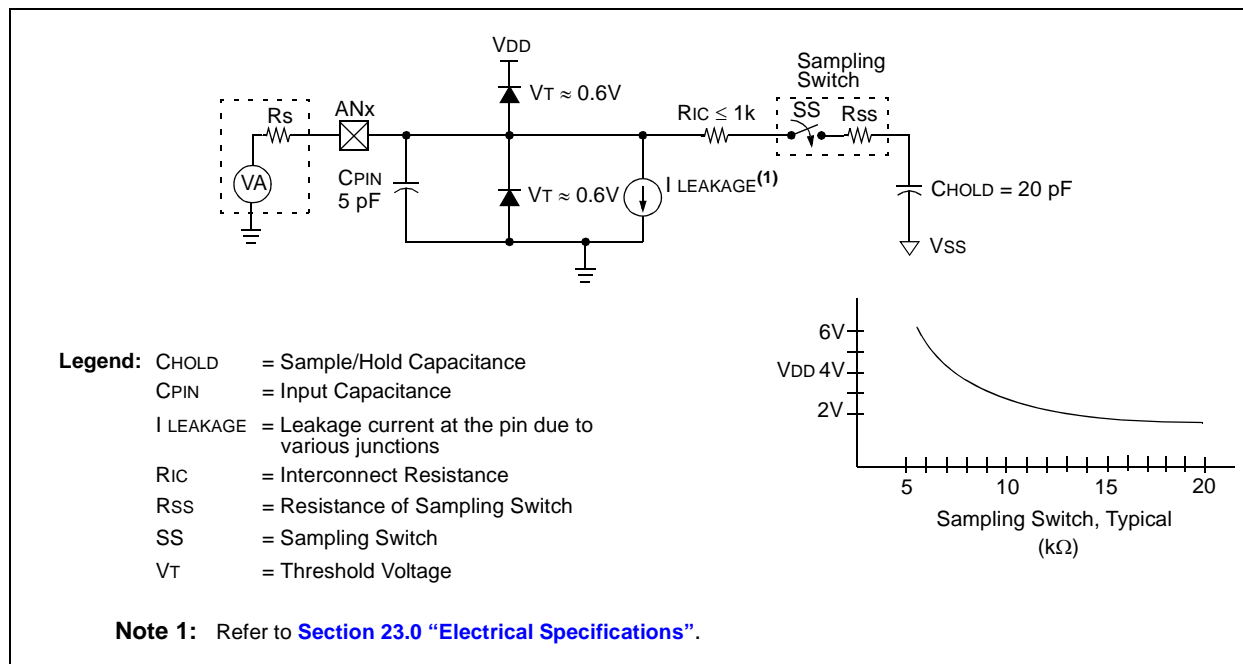 VDD
Sampling
Switch
VT ≈ 0.6V
RIC ≤ 1k
SS
RSS
RS
ANx
VA
CPIN
5 pF
VT ≈ 0.6V
I LEAKAGE(1)
CHOLD = 20 pF
VSS
6V
VDD 4V
2V
5 10 15 20
Sampling Switch, Typical
(kΩ)
Legend: CHOLD = Sample/Hold Capacitance
CPIN = Input Capacitance
I LEAKAGE = Leakage current at the pin due to
various junctions
RIC = Interconnect Resistance
RSS = Resistance of Sampling Switch
SS = Sampling Switch
VT = Threshold Voltage
Note 1: Refer to Section 23.0 “Electrical Specifications”.